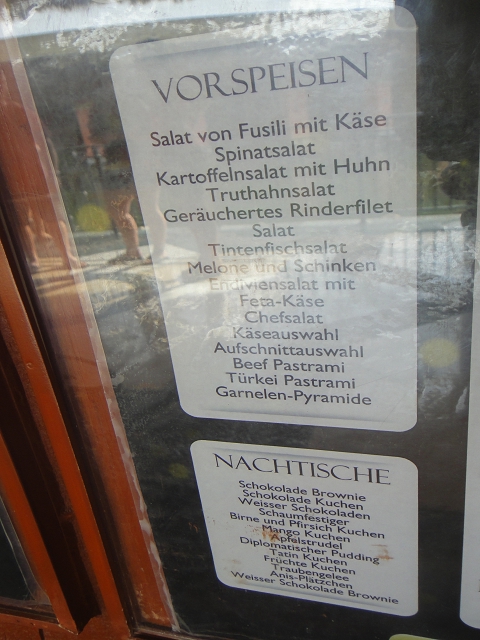 VORSPEISEN
Salat von Fusili mit Käse
Spinatsalat
Kartoffelnsalat mit Huhn
Truthahnsalat
Geräuchertes Rinderfilet
Salat
Tintenfischsalat
Melone und Schinken
Endiviensalat mit
Feta-Käse
Chefsalat
Käseauswahl
Aufschnittauswahl
Beef Pastrami
Türkei Pastrami
Garnelen-Pyramide
NACHTISCHE
Schokolade Brownie
Schokolade Kuchen
Weisser Schokoladen
Schaumfestiger
Birne und Pfirsich Kuchen
Mango Kuchen
Apfelstrudel
Diplomatischer Pudding
Tatin Kuchen
Früchte Kuchen
Traubengelee
Anis-Plätzchen
Weisser Schokolade Brownie